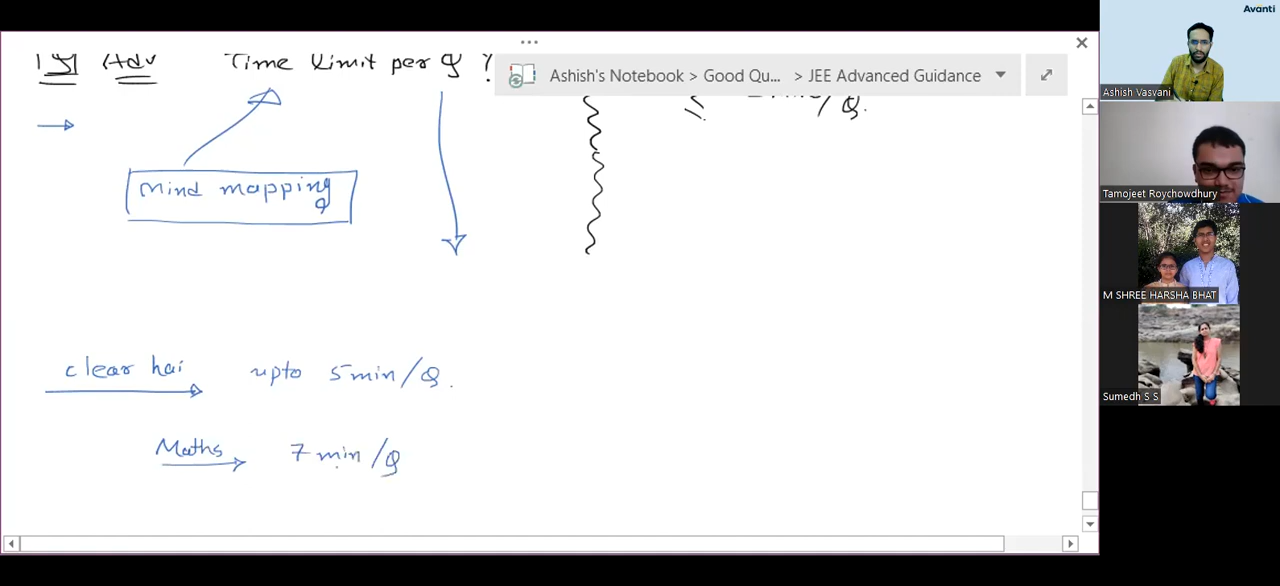 Avanti
Adv Time Limit per Q ?
Ashish's Notebook > Good Qu... > JEE Advanced Guidance
/Q.
Ashish Vasvani
Mind mapping
Tamojeet Roychowdhury
M SHREE HARSHA BHAT
clear hai upto 5 min/Q.
Sumedh S S
Maths 7 min/Q